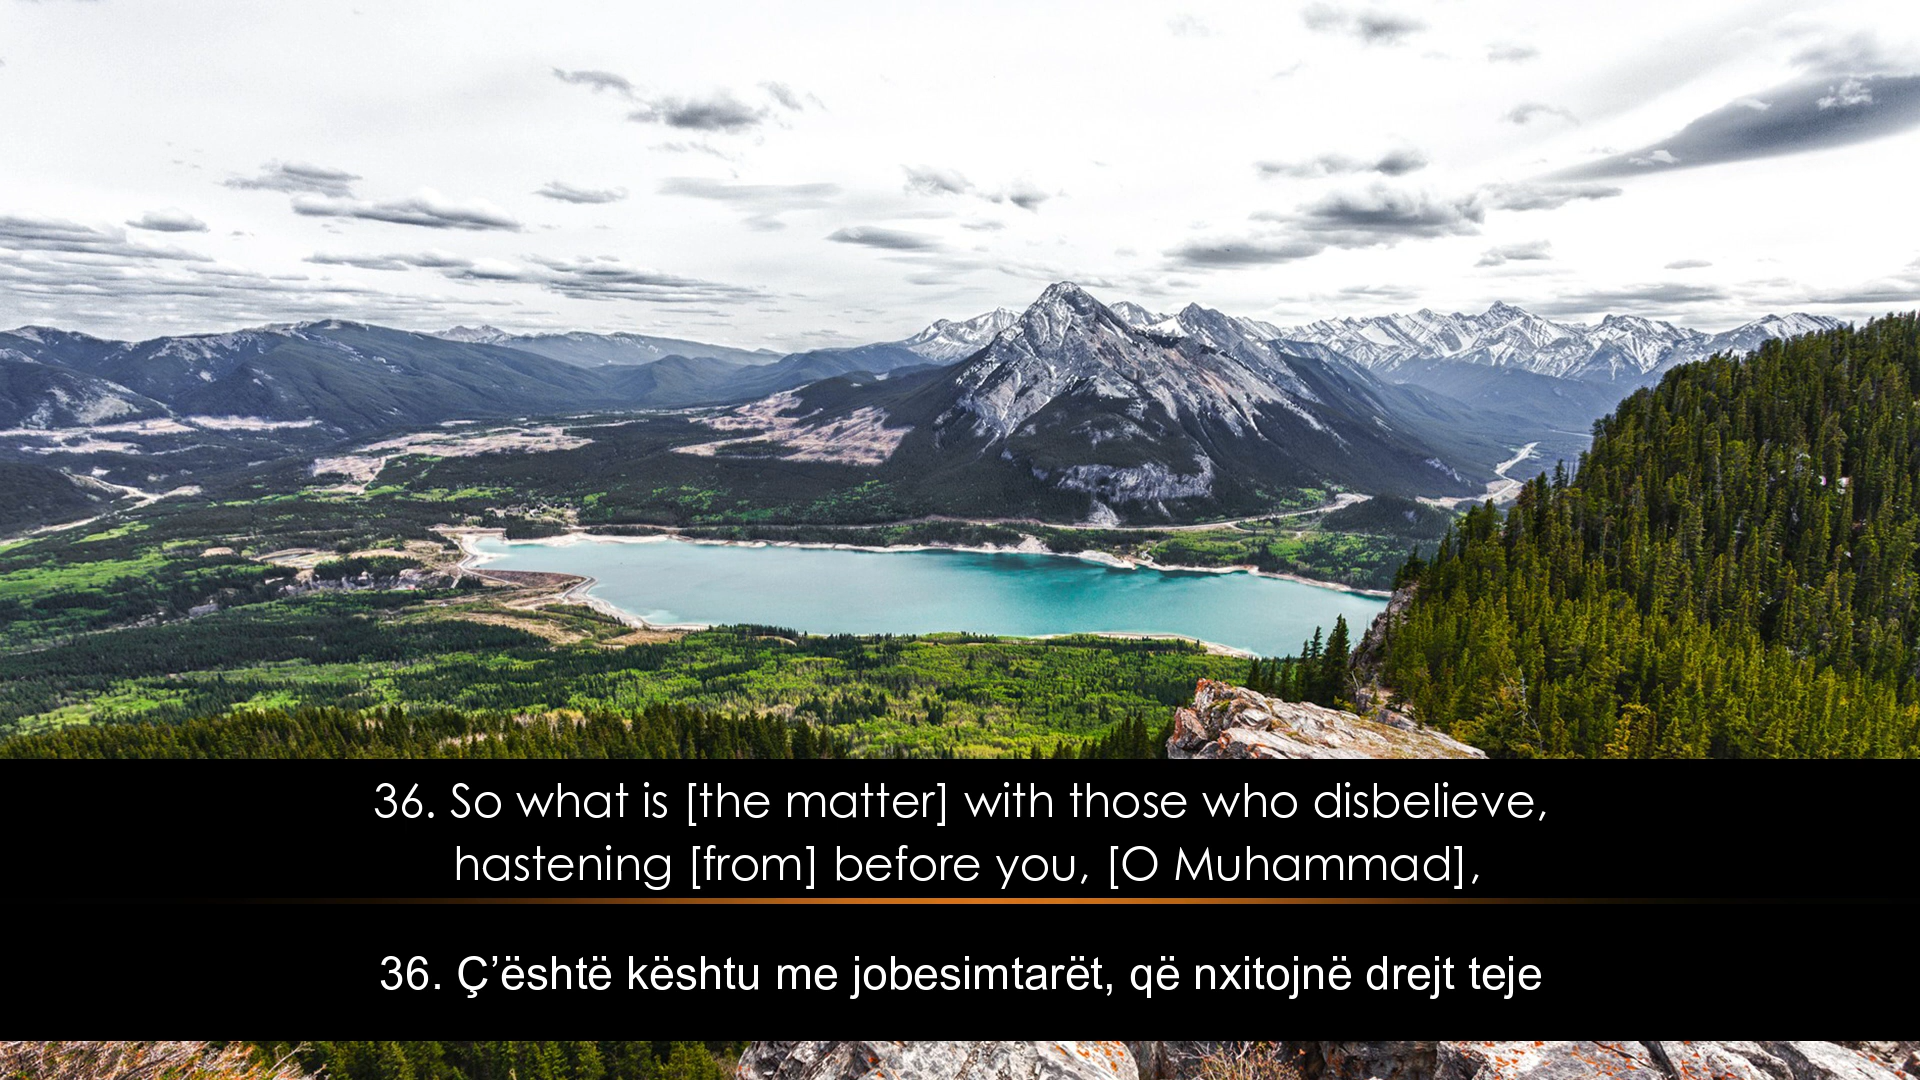 36. So what is [the matter] with those who disbelieve,
hastening [from] before you, [O Muhammad],
36. Ç’është kështu me jobesimtarët, që nxitojnë drejt teje